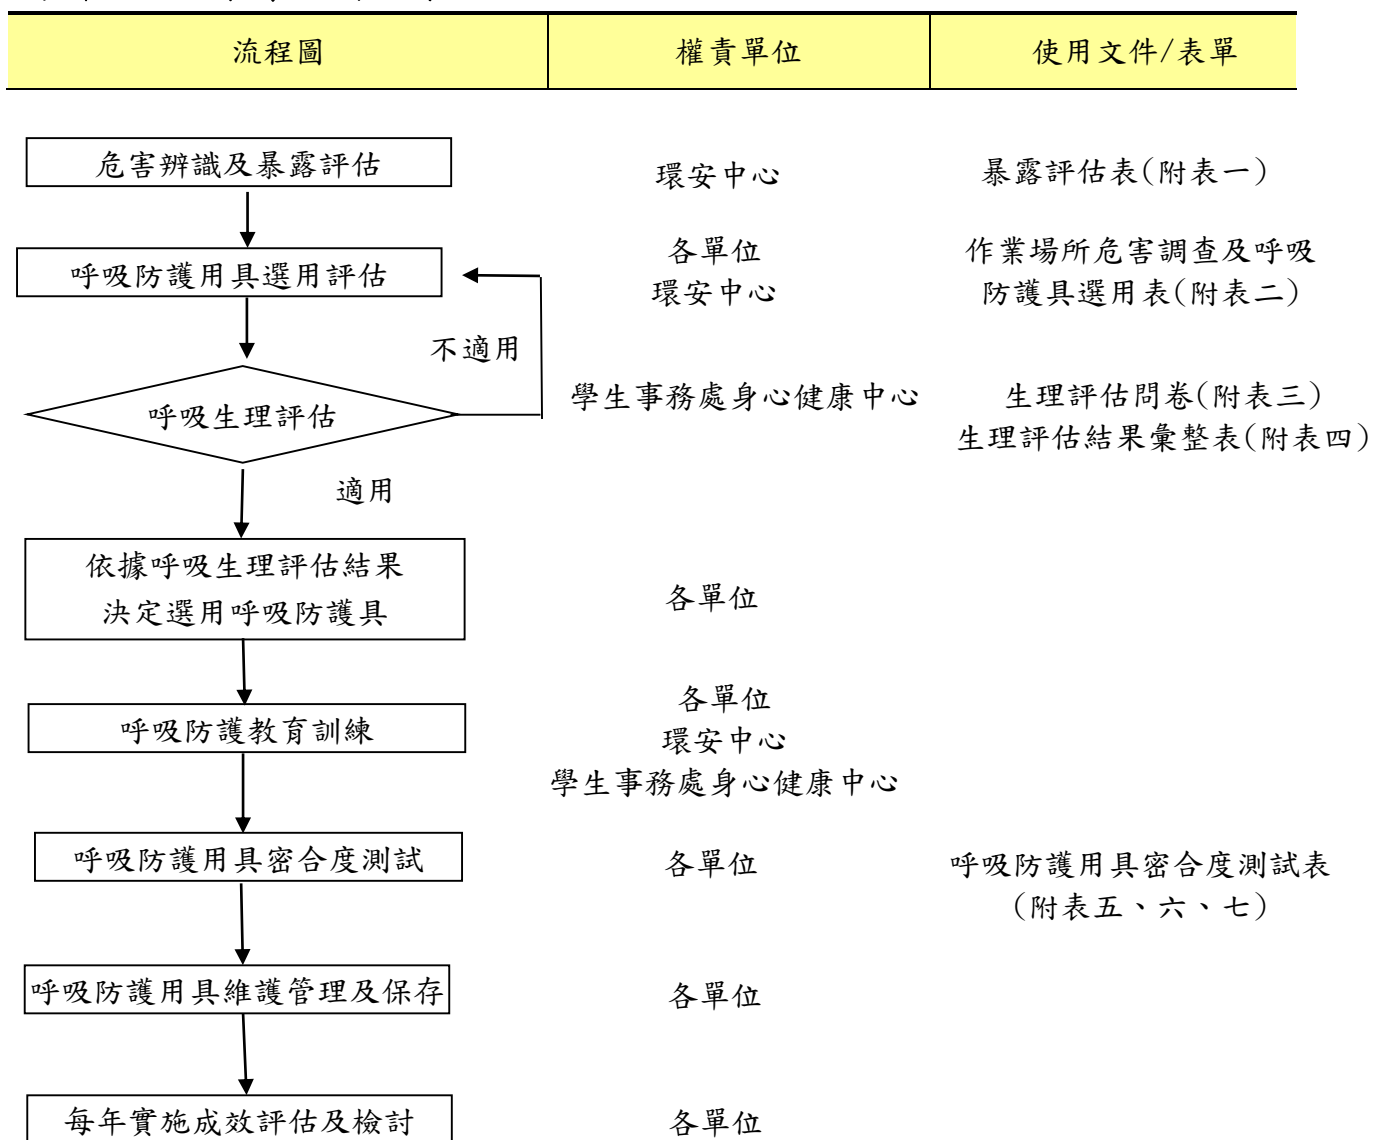 流程圖 權責單位 使用文件/表單
危害辨識及暴露評估 環安中心 暴露評估表(附表一)
呼吸防護用具選用評估 各單位 作業場所危害調查及呼吸
環安中心 防護具選用表(附表二)
不適用
呼吸生理評估 學生事務處身心健康中心 生理評估問卷(附表三)
生理評估結果彙整表(附表四)
適用
依據呼吸生理評估結果
決定選用呼吸防護具 各單位
各單位
呼吸防護教育訓練 環安中心
學生事務處身心健康中心
呼吸防護用具密合度測試 各單位 呼吸防護用具密合度測試表
(附表五、六、七)
呼吸防護用具維護管理及保存 各單位
每年實施成效評估及檢討 各單位